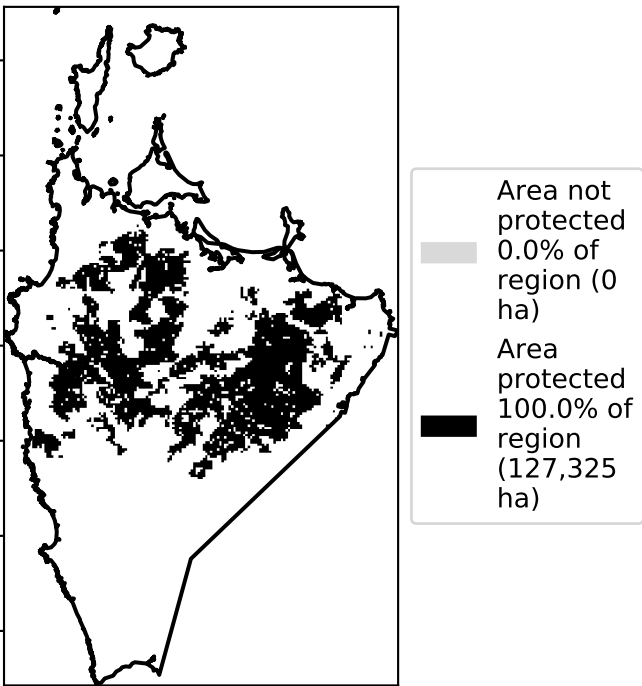 Area not
protected
0.0% of
region (0
ha)
Area
protected
100.0% of
region
(127,325
ha)